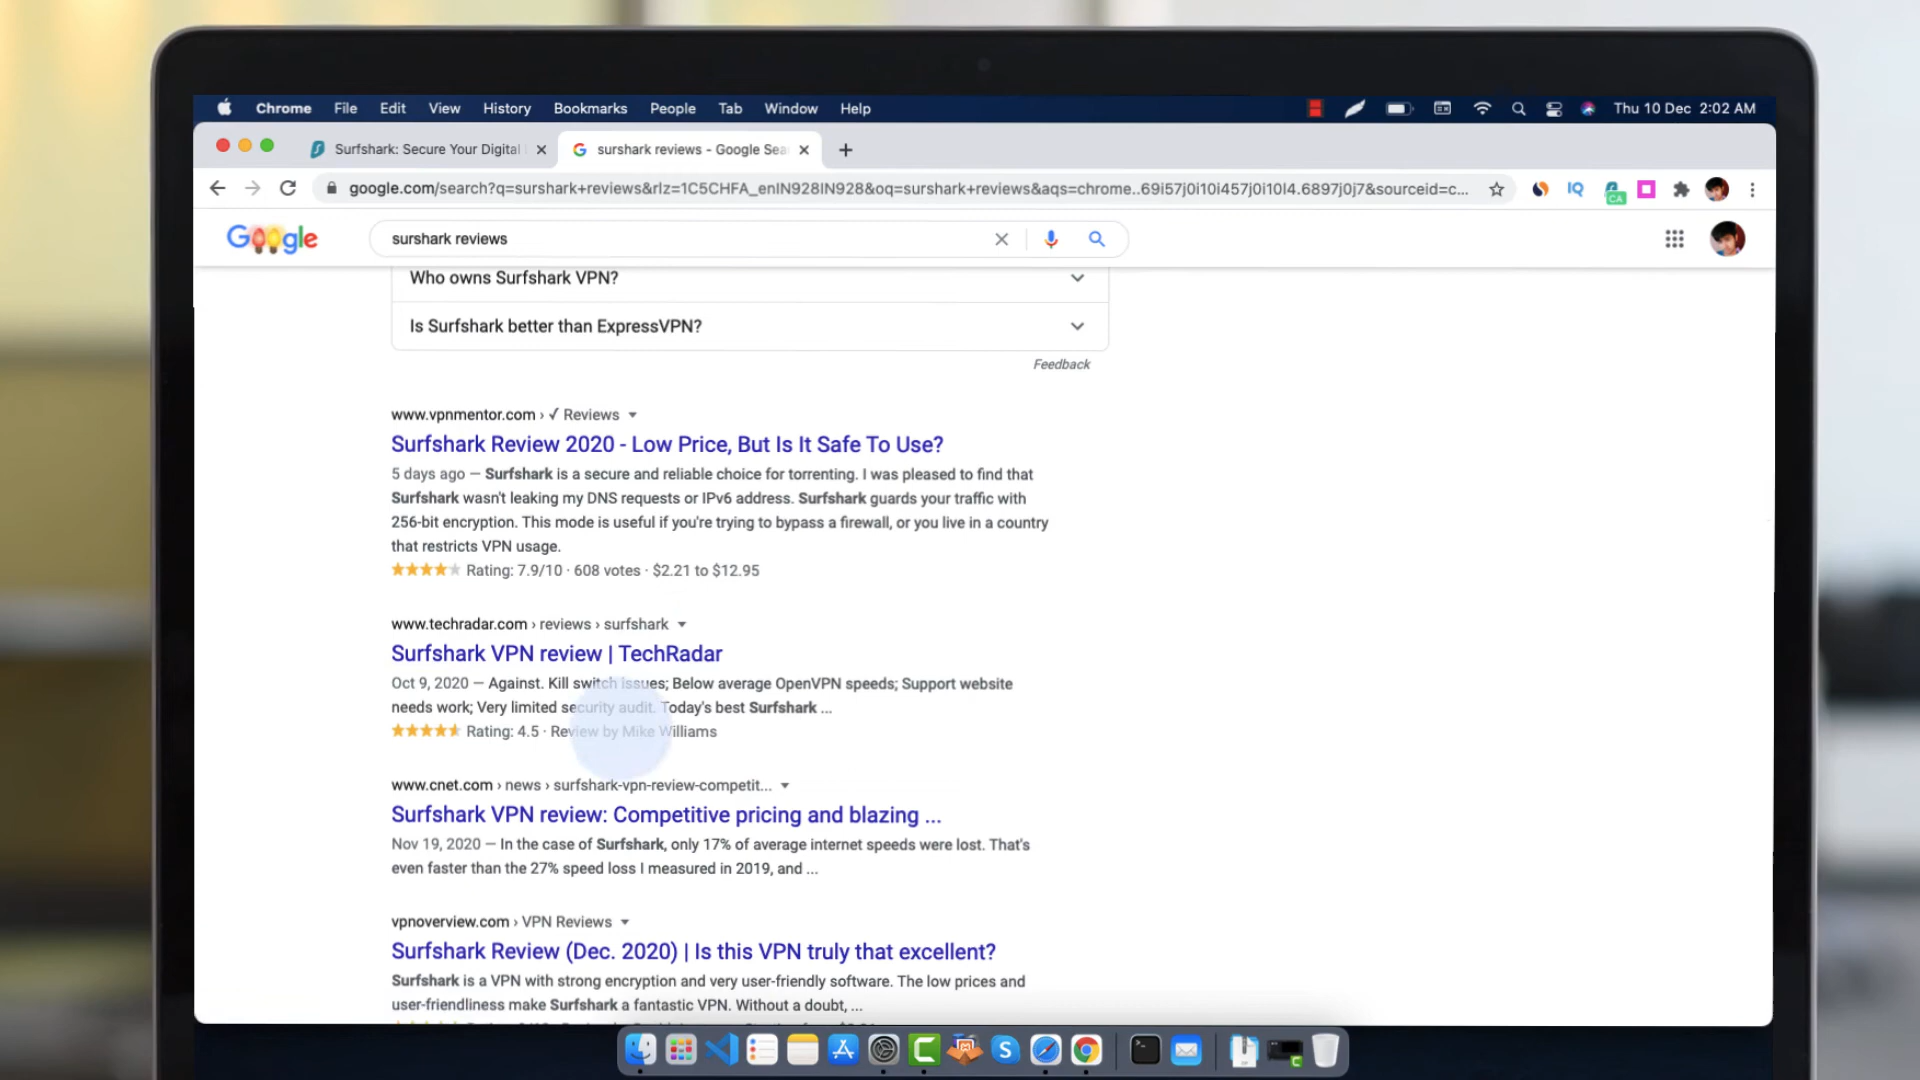 Chrome File Edit View History Bookmarks People Tab Window Help Thu 10 Dec 2:02 AM
Surfshark: Secure Your Digital surshark reviews - Google Sea
google.com/search?q=surshark+reviews&rlz=1C5CHFA_enIN928IN928&oq=surshark+reviews&aqs=chrome..69i57j0i10i457j0i10l4.6897j0j7&sourceid=c... IQ CA
Google surshark reviews
Who owns Surfshark VPN?
Is Surfshark better than ExpressVPN?
Feedback
www.vpnmentor.com › ✓ Reviews
Surfshark Review 2020 - Low Price, But Is It Safe To Use?
5 days ago — Surfshark is a secure and reliable choice for torrenting. I was pleased to find that
Surfshark wasn't leaking my DNS requests or IPv6 address. Surfshark guards your traffic with
256-bit encryption. This mode is useful if you're trying to bypass a firewall, or you live in a country
that restricts VPN usage.
Rating: 7.9/10 · 608 votes · $2.21 to $12.95
www.techradar.com › reviews › surfshark
Surfshark VPN review | TechRadar
Oct 9, 2020 — Against. Kill switch issues; Below average OpenVPN speeds; Support website
needs work; Very limited security audit. Today's best Surfshark ...
Rating: 4.5 · Review by Mike Williams
www.cnet.com › news › surfshark-vpn-review-competit...
Surfshark VPN review: Competitive pricing and blazing ...
Nov 19, 2020 — In the case of Surfshark, only 17% of average internet speeds were lost. That's
even faster than the 27% speed loss I measured in 2019, and ...
vpnoverview.com › VPN Reviews
Surfshark Review (Dec. 2020) | Is this VPN truly that excellent?
Surfshark is a VPN with strong encryption and very user-friendly software. The low prices and
user-friendliness make Surfshark a fantastic VPN. Without a doubt, ...